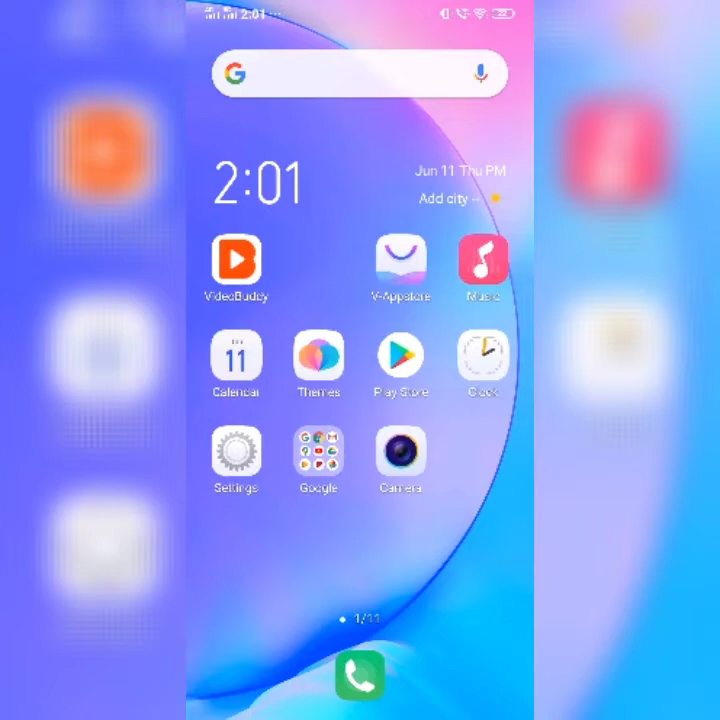 2:01 ...
2:01
Jun 11 Thu PM
Add city --
VideoBuddy
V-Appstore
Music
11
Calendar
Themes
Play Store
Clock
Settings
Google
Camera
1/11